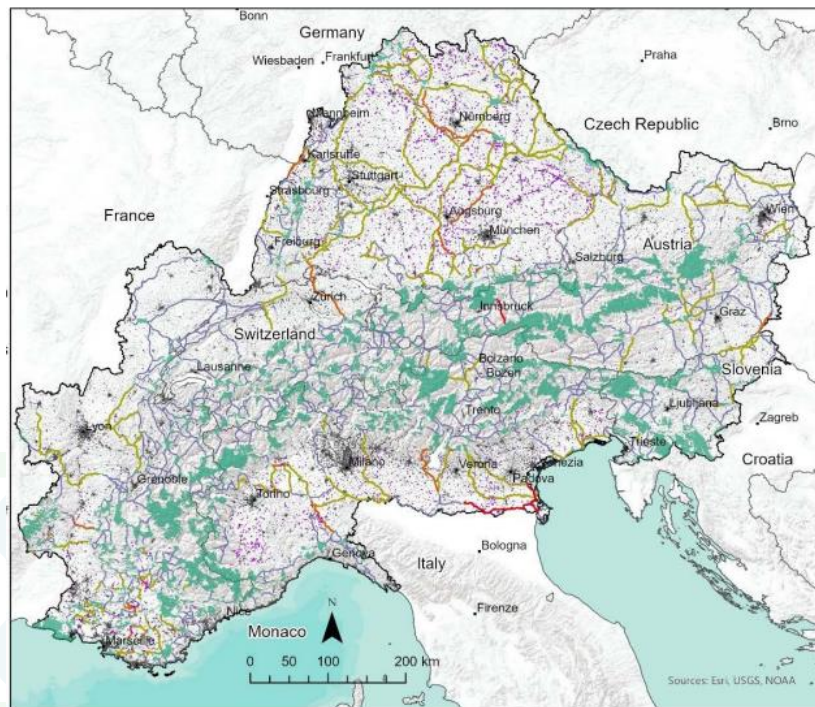 Bonn
Germany
Wiesbaden
Frankfurt
Praha
Mannheim
Nürnberg
Czech Republic
Brno
Karlsruhe
Stuttgart
Strasbourg
France
Augsburg
Wien
München
Freiburg
Salzburg
Austria
Zürich
Innsbruck
Graz
Switzerland
Lausanne
Bolzano
Bozen
Slovenia
Trento
Ljubljana
Zagreb
Lyon
Trieste
Croatia
Milano
Verona
Venezia
Padova
Grenoble
Torino
Genova
Italy
Bologna
Nice
Firenze
Monaco
N
Marseille
0 50 100 200 km
Sources: Esri, USGS, NOAA